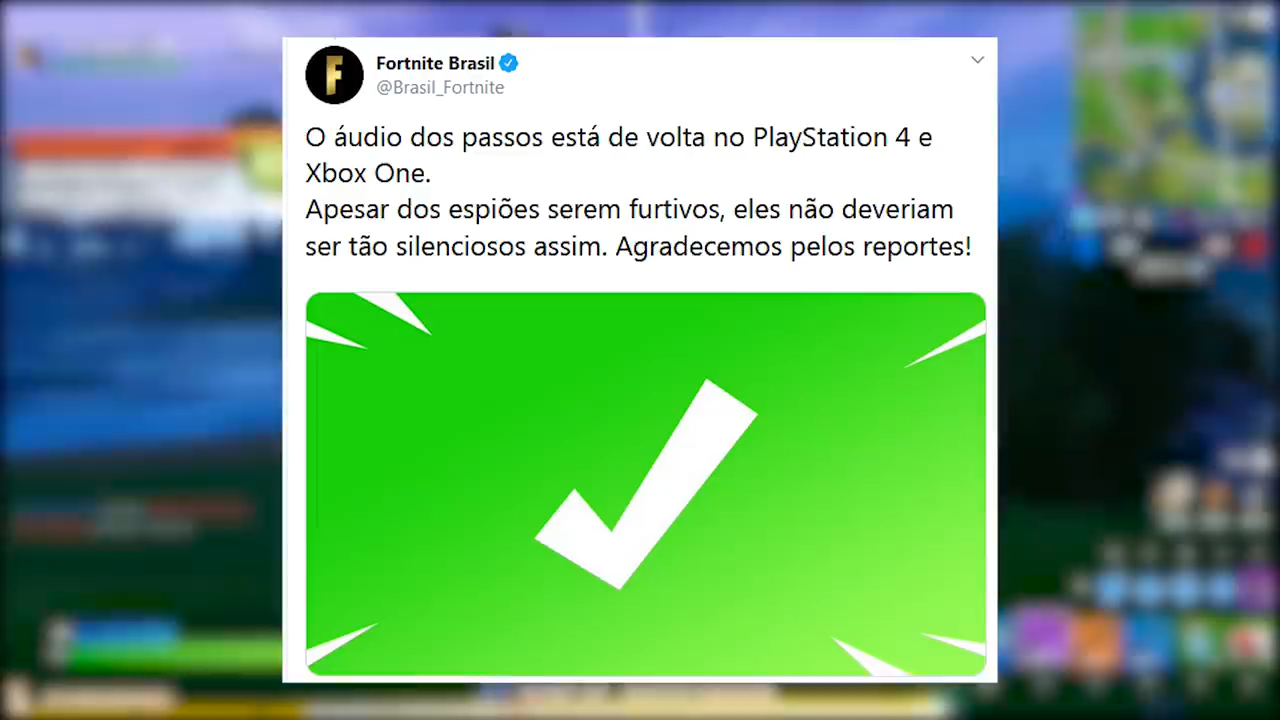 Fortnite Brasil
@Brasil_Fortnite
O áudio dos passos está de volta no PlayStation 4 e
Xbox One.
Apesar dos espiões serem furtivos, eles não deveriam
ser tão silenciosos assim. Agradecemos pelos reportes!